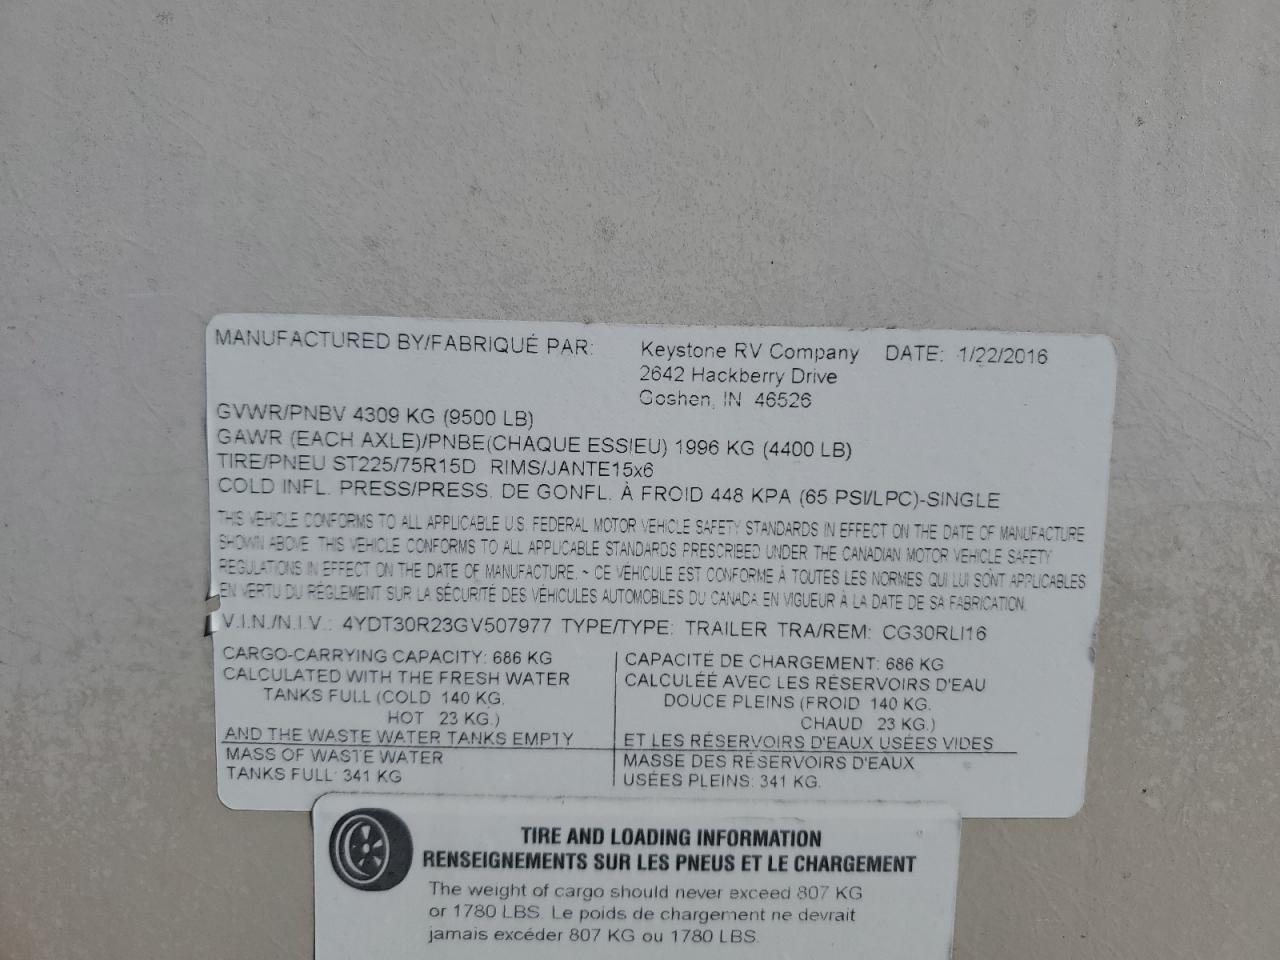 MANUFACTURED BY/FABRIQUÉ PAR: Keystone RV Company DATE: 1/22/2016
2642 Hackberry Drive
Goshen, IN 46526
GVWR/PNBV 4309 KG (9500 LB)
GAWR (EACH AXLE)/PNBE(CHAQUE ESSIEU) 1996 KG (4400 LB)
TIRE/PNEU ST225/75R15D RIMS/JANTE15x6
COLD INFL. PRESS/PRESS. DE GONFL. À FROID 448 KPA (65 PSI/LPC)-SINGLE
THIS VEHICLE CONFORMS TO ALL APPLICABLE U.S. FEDERAL MOTOR VEHICLE SAFETY STANDARDS IN EFFECT ON THE DATE OF MANUFACTURE
SHOWN ABOVE. THIS VEHICLE CONFORMS TO ALL APPLICABLE STANDARDS PRESCRIBED UNDER THE CANADIAN MOTOR VEHICLE SAFETY
REGULATIONS IN EFFECT ON THE DATE OF MANUFACTURE. ~ CE VÉHICULE EST CONFORME À TOUTES LES NORMES QUI LUI SONT APPLICABLES
EN VERTU DU RÈGLEMENT SUR LA SÉCURITÉ DES VÉHICULES AUTOMOBILES DU CANADA EN VIGUEUR À LA DATE DE SA FABRICATION.
V.I.N./N.I.V.: 4YDT30R23GV507977 TYPE/TYPE: TRAILER TRA/REM: CG30RLI16
CARGO-CARRYING CAPACITY: 686 KG
CALCULATED WITH THE FRESH WATER
TANKS FULL (COLD 140 KG.
HOT 23 KG.)
AND THE WASTE WATER TANKS EMPTY
MASS OF WASTE WATER
TANKS FULL: 341 KG
CAPACITÉ DE CHARGEMENT: 686 KG
CALCULÉE AVEC LES RÉSERVOIRS D'EAU
DOUCE PLEINS (FROID 140 KG.
CHAUD 23 KG.)
ET LES RÉSERVOIRS D'EAUX USÉES VIDES
MASSE DES RÉSERVOIRS D'EAUX
USÉES PLEINS: 341 KG.
TIRE AND LOADING INFORMATION
RENSEIGNEMENTS SUR LES PNEUS ET LE CHARGEMENT
The weight of cargo should never exceed 807 KG
or 1780 LBS. Le poids de chargement ne devrait
jamais excéder 807 KG ou 1780 LBS.